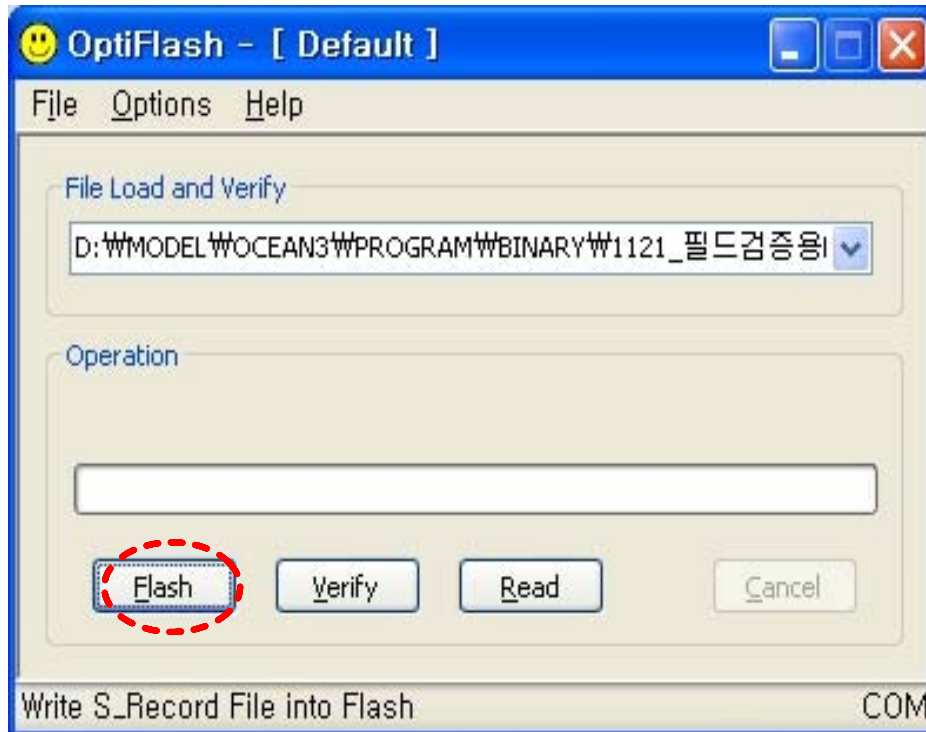 OptiFlash - [ Default ]
File Options Help
File Load and Verify
D:₩MODEL₩OCEAN3₩PROGRAM₩BINARY₩1121_필드검증용
Operation
Flash Verify Read Cancel
Write S_Record File into Flash COM